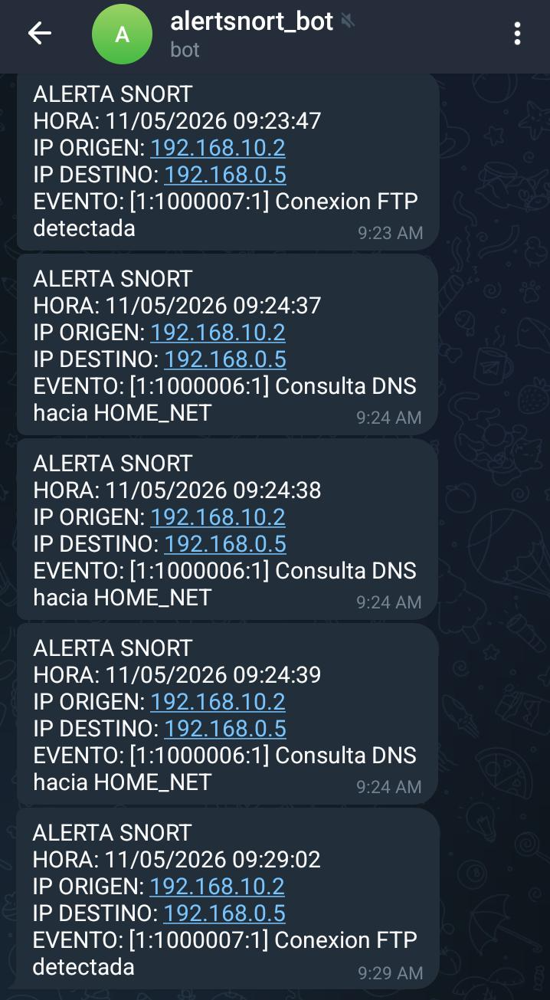 alertsnort_bot
A
bot
ALERTA SNORT
HORA: 11/05/2026 09:23:47
IP ORIGEN: 192.168.10.2
IP DESTINO: 192.168.0.5
EVENTO: [1:1000007:1] Conexion FTP
detectada
9:23 AM
ALERTA SNORT
HORA: 11/05/2026 09:24:37
IP ORIGEN: 192.168.10.2
IP DESTINO: 192.168.0.5
EVENTO: [1:1000006:1] Consulta DNS
hacia HOME_NET
9:24 AM
ALERTA SNORT
HORA: 11/05/2026 09:24:38
IP ORIGEN: 192.168.10.2
IP DESTINO: 192.168.0.5
EVENTO: [1:1000006:1] Consulta DNS
hacia HOME_NET
9:24 AM
ALERTA SNORT
HORA: 11/05/2026 09:24:39
IP ORIGEN: 192.168.10.2
IP DESTINO: 192.168.0.5
EVENTO: [1:1000006:1] Consulta DNS
hacia HOME_NET
9:24 AM
ALERTA SNORT
HORA: 11/05/2026 09:29:02
IP ORIGEN: 192.168.10.2
IP DESTINO: 192.168.0.5
EVENTO: [1:1000007:1] Conexion FTP
detectada
9:29 AM